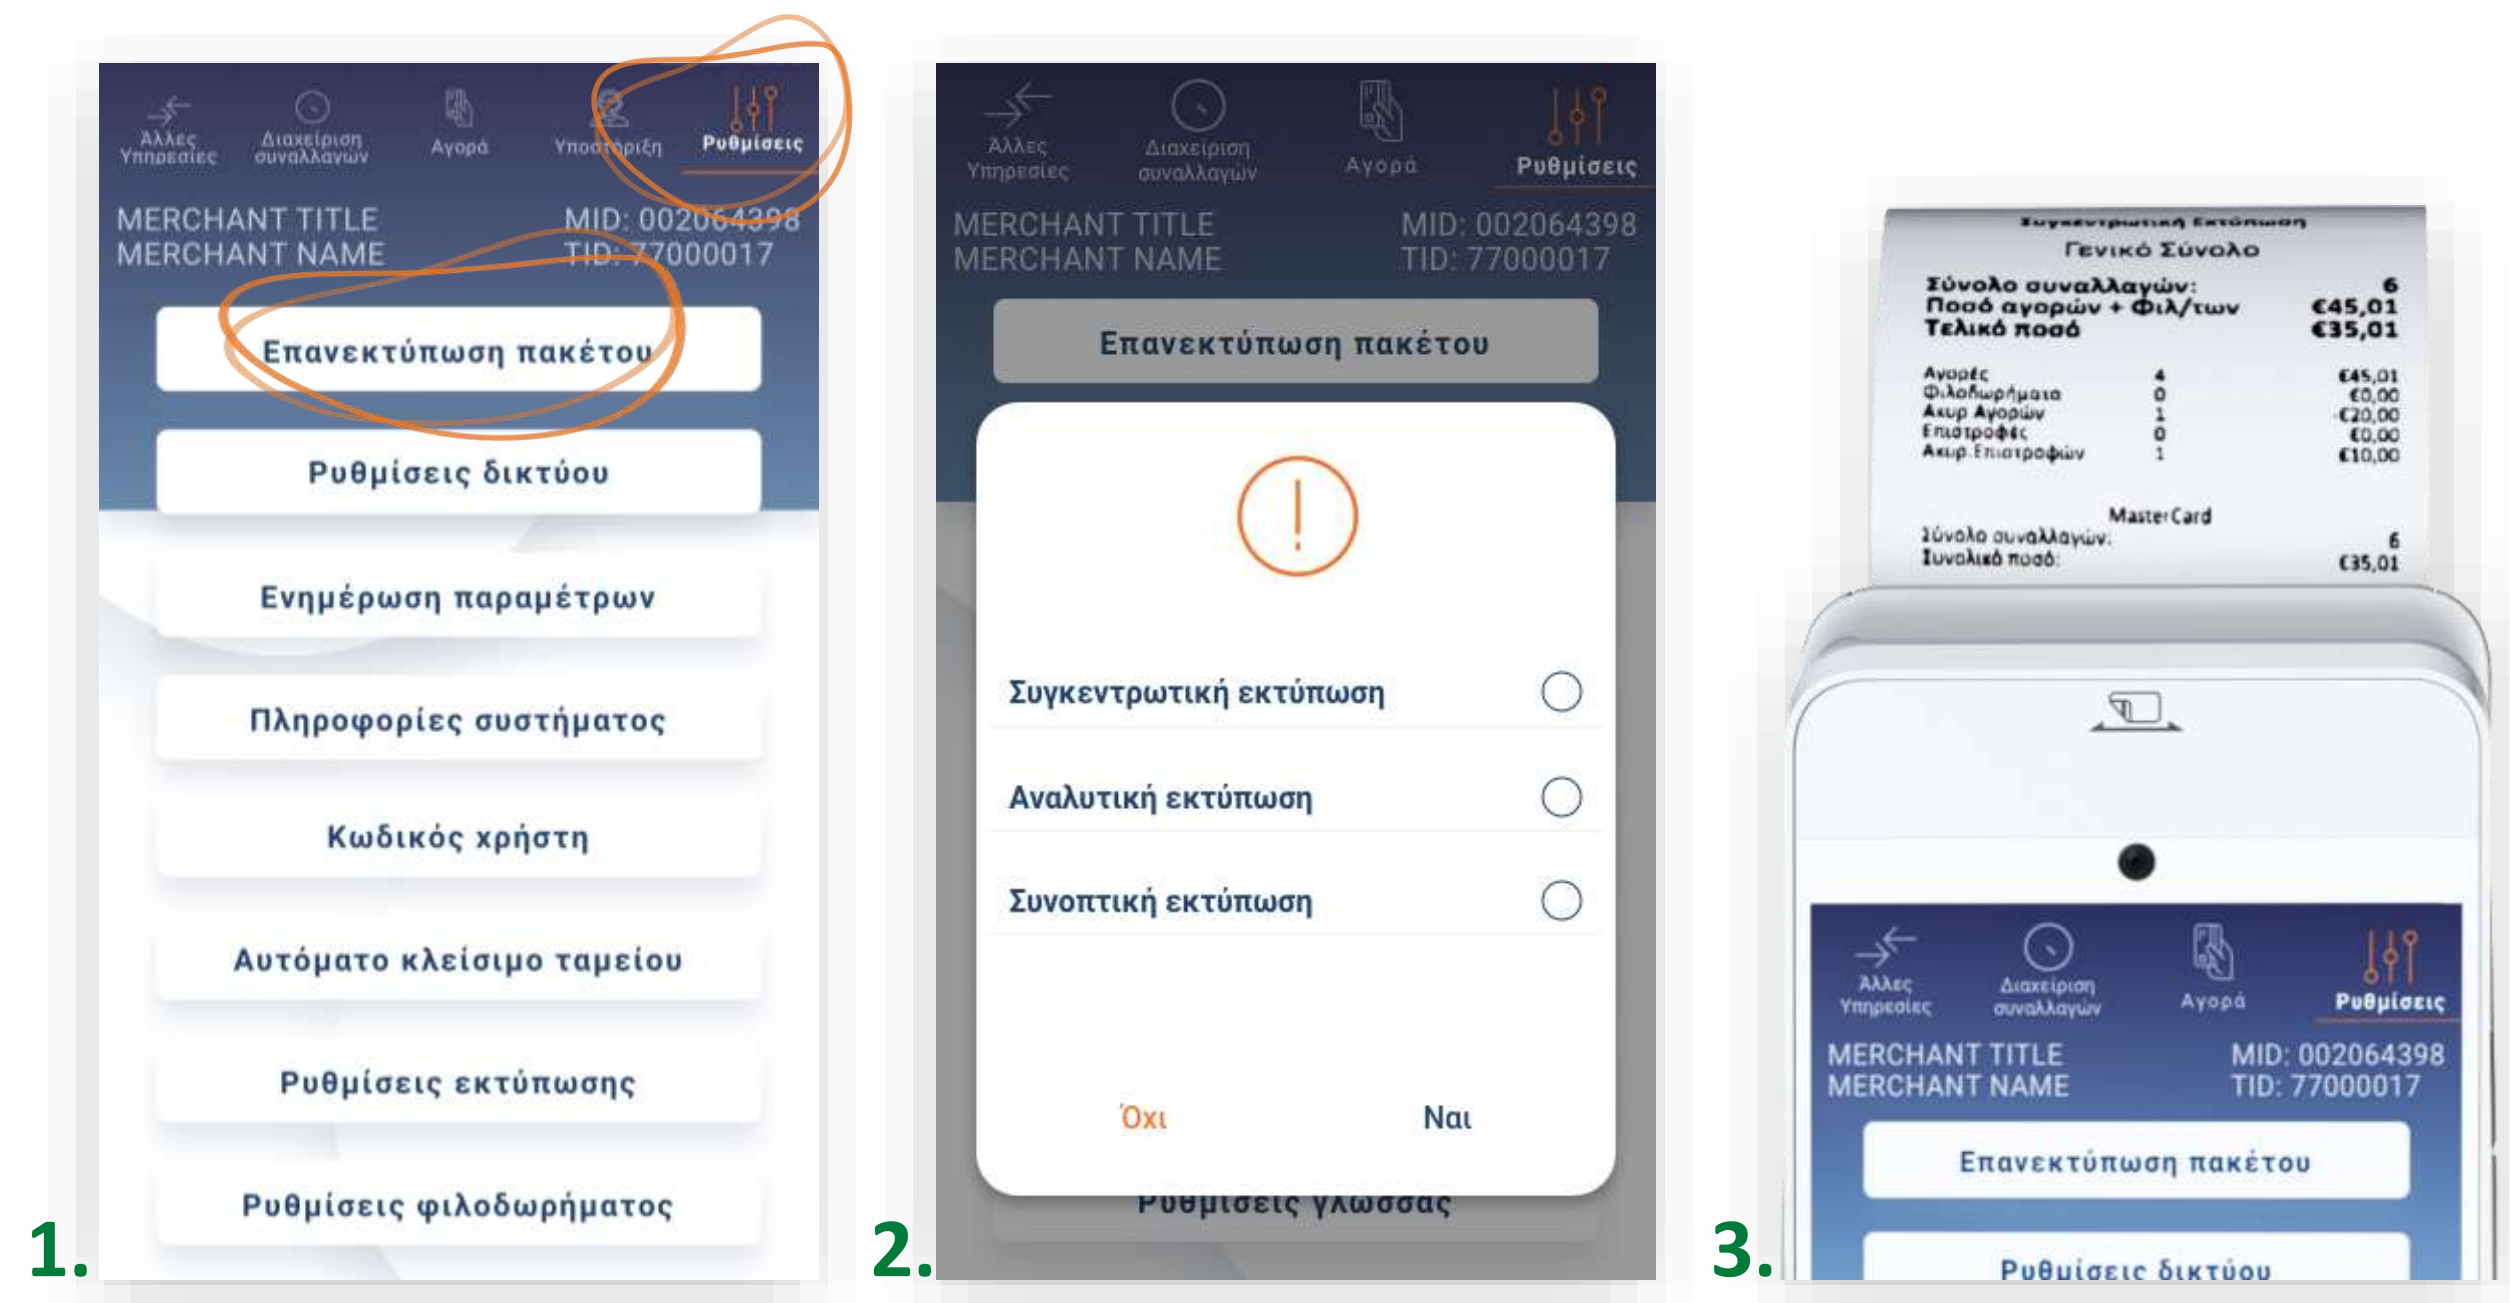 Άλλες
Υπηρεσίες
Διαχείριση
συναλλαγών
Αγορά
Υποστήριξη
Ρυθμίσεις
MERCHANT TITLE
MID: 002064398
MERCHANT NAME
TID: 77000017
Επανεκτύπωση πακέτου
Ρυθμίσεις δικτύου
Ενημέρωση παραμέτρων
Πληροφορίες συστήματος
Κωδικός χρήστη
Αυτόματο κλείσιμο ταμείου
Ρυθμίσεις εκτύπωσης
Ρυθμίσεις φιλοδωρήματος
1.
Άλλες
Υπηρεσίες
Διαχείριση
συναλλαγών
Αγορά
Ρυθμίσεις
MERCHANT TITLE
MID: 002064398
MERCHANT NAME
TID: 77000017
Επανεκτύπωση πακέτου
Συγκεντρωτική εκτύπωση
Αναλυτική εκτύπωση
Συνοπτική εκτύπωση
Όχι
Ναι
Ρυθμίσεις γλώσσας
2.
Συγκεντρωτική Εκτύπωση
Γενικό Σύνολο
Σύνολο συναλλαγών: 6
Ποσό αγορών + Φιλ/των €45,01
Τελικό ποσό €35,01
Αγορές 4 €45,01
Φιλοδωρήματα 0 €0,00
Ακυρ Αγορών 1 -€20,00
Επιστροφές 0 €0,00
Ακυρ.Επιστροφών 1 €10,00
MasterCard
Σύνολο συναλλαγών: 6
Συνολικό ποσό: €35,01
Άλλες
Υπηρεσίες
Διαχείριση
συναλλαγών
Αγορά
Ρυθμίσεις
MERCHANT TITLE
MID: 002064398
MERCHANT NAME
TID: 77000017
Επανεκτύπωση πακέτου
Ρυθμίσεις δικτύου
3.